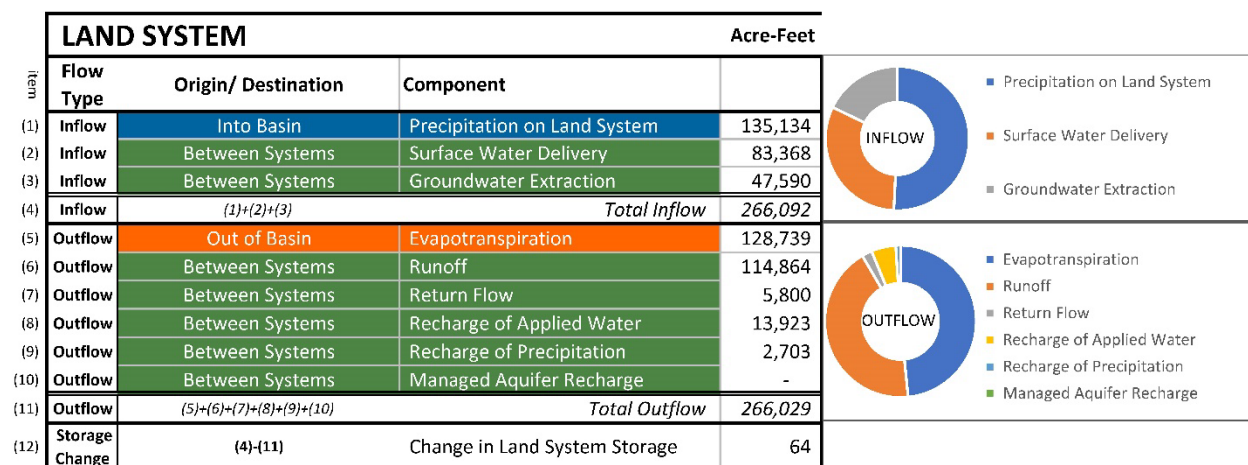 LAND SYSTEM Acre-Feet
item Flow Type Origin/ Destination Component
(1) Inflow Into Basin Precipitation on Land System 135,134
(2) Inflow Between Systems Surface Water Delivery 83,368
(3) Inflow Between Systems Groundwater Extraction 47,590
(4) Inflow (1)+(2)+(3) Total Inflow 266,092
(5) Outflow Out of Basin Evapotranspiration 128,739
(6) Outflow Between Systems Runoff 114,864
(7) Outflow Between Systems Return Flow 5,800
(8) Outflow Between Systems Recharge of Applied Water 13,923
(9) Outflow Between Systems Recharge of Precipitation 2,703
(10) Outflow Between Systems Managed Aquifer Recharge -
(11) Outflow (5)+(6)+(7)+(8)+(9)+(10) Total Outflow 266,029
(12) Storage Change (4)-(11) Change in Land System Storage 64
INFLOW
Precipitation on Land System
Surface Water Delivery
Groundwater Extraction
OUTFLOW
Evapotranspiration
Runoff
Return Flow
Recharge of Applied Water
Recharge of Precipitation
Managed Aquifer Recharge